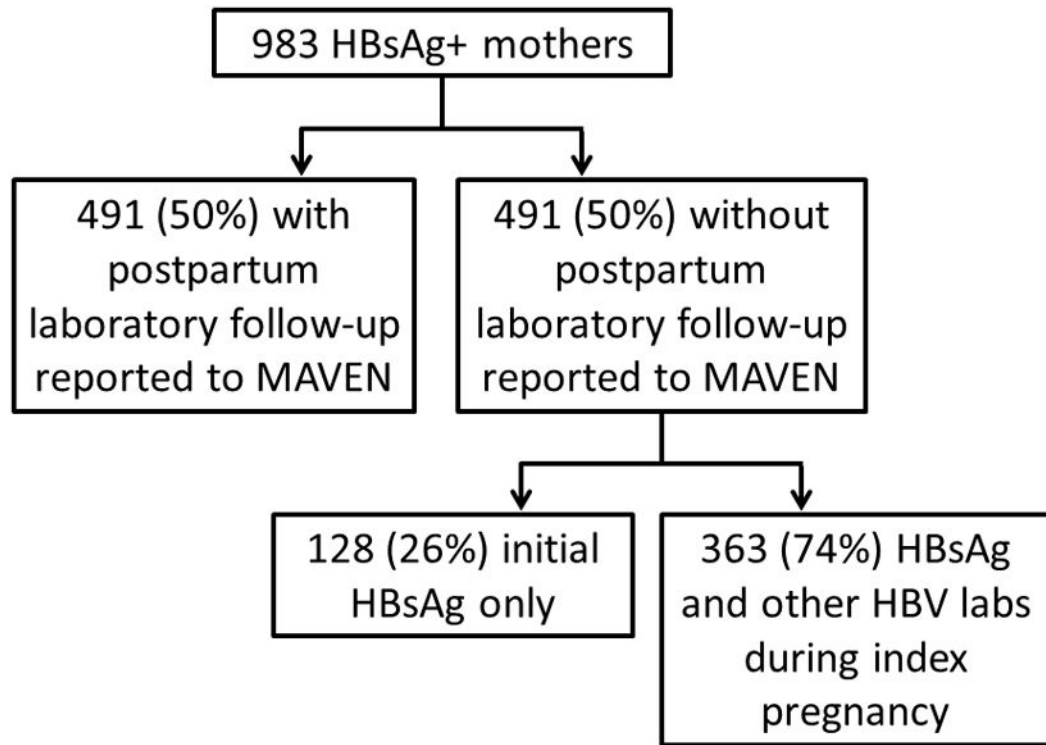 983 HBsAg+ mothers
491 (50%) with
postpartum
laboratory follow-up
reported to MAVEN
491 (50%) without
postpartum
laboratory follow-up
reported to MAVEN
128 (26%) initial
HBsAg only
363 (74%) HBsAg
and other HBV labs
during index
pregnancy